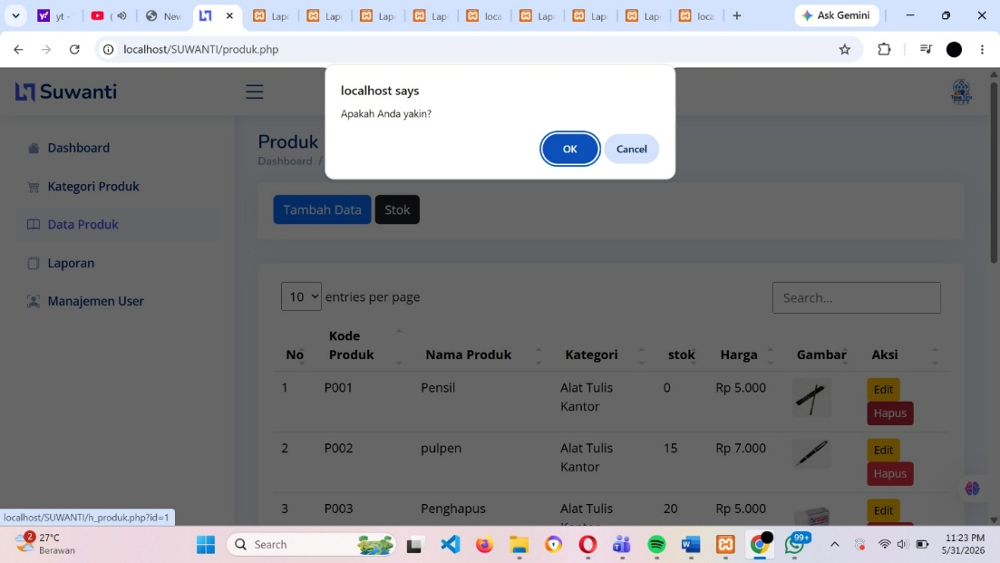 yt -
(
New
Lapo
Lap
Lap
Lap
loca
Lap
Lap
Lap
loca
Ask Gemini
localhost/SUWANTI/produk.php
localhost says
Apakah Anda yakin?
OK
Cancel
Suwanti
Dashboard
Kategori Produk
Data Produk
Laporan
Manajemen User
Produk
Dashboard /
Tambah Data
Stok
10 entries per page
Search...
No
Kode
Produk
Nama Produk
Kategori
stok
Harga
Gambar
Aksi
1
P001
Pensil
Alat Tulis
Kantor
0
Rp 5.000
Edit
Hapus
2
P002
pulpen
Alat Tulis
Kantor
15
Rp 7.000
Edit
Hapus
3
P003
Penghapus
Alat Tulis
20
Rp 5.000
Edit
localhost/SUWANTI/h_produk.php?id=1
2
27°C
Berawan
Search
99+
11:23 PM
5/31/2026